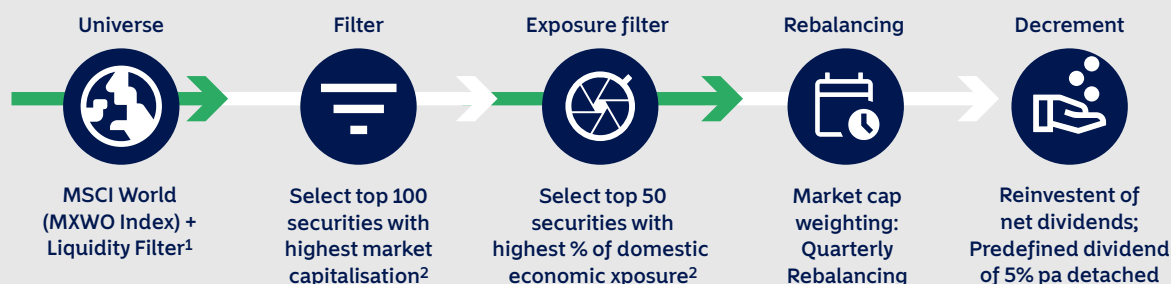 Universe
Filter
Exposure filter
Rebalancing
Decrement
MSCI World
(MXWO Index) +
Liquidity Filter1
Select top 100
securities with
highest market
capitalisation2
Select top 50
securities with
highest % of domestic
economic xposure2
Market cap
weighting:
Quarterly
Rebalancing
Reinvestent of
net dividends;
Predefined dividend
of 5% pa detached